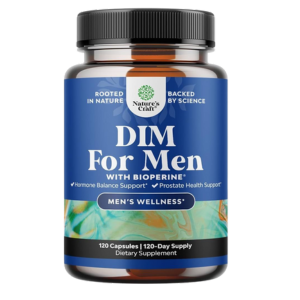 ROOTED
IN NATURE
Nature's
Craft
BACKED
BY SCIENCE
DIM
For Men
WITH BIOPERINE®
✓Hormone Balance Support* ✓Prostate Health Support*
MEN'S WELLNESS*
120 Capsules | 120-Day Supply
Dietary Supplement